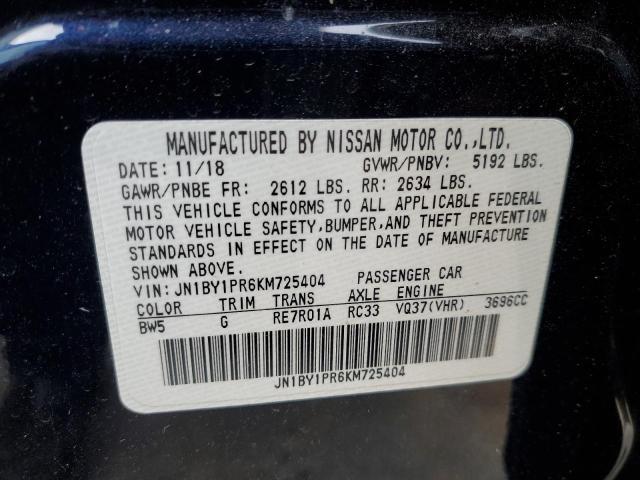 MANUFACTURED BY NISSAN MOTOR CO.,LTD.
DATE: 11/18 GVWR/PNBV: 5192 LBS.
GAWR/PNBE FR: 2612 LBS. RR: 2634 LBS.
THIS VEHICLE CONFORMS TO ALL APPLICABLE FEDERAL
MOTOR VEHICLE SAFETY,BUMPER,AND THEFT PREVENTION
STANDARDS IN EFFECT ON THE DATE OF MANUFACTURE
SHOWN ABOVE.
VIN: JN1BY1PR6KM725404 PASSENGER CAR
COLOR TRIM TRANS AXLE ENGINE
BW5 G RE7R01A RC33 VQ37(VHR) 3696CC
JN1BY1PR6KM725404